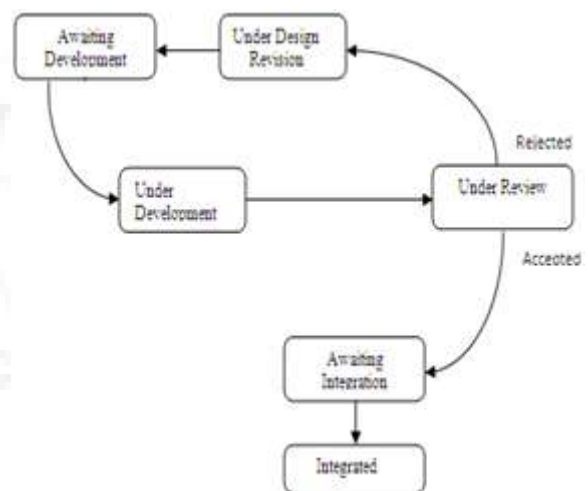 Awaiting
Development
Under Design
Revision
Rejected
Under
Development
Under Review
Accepted
Awaiting
Integration
Integrated